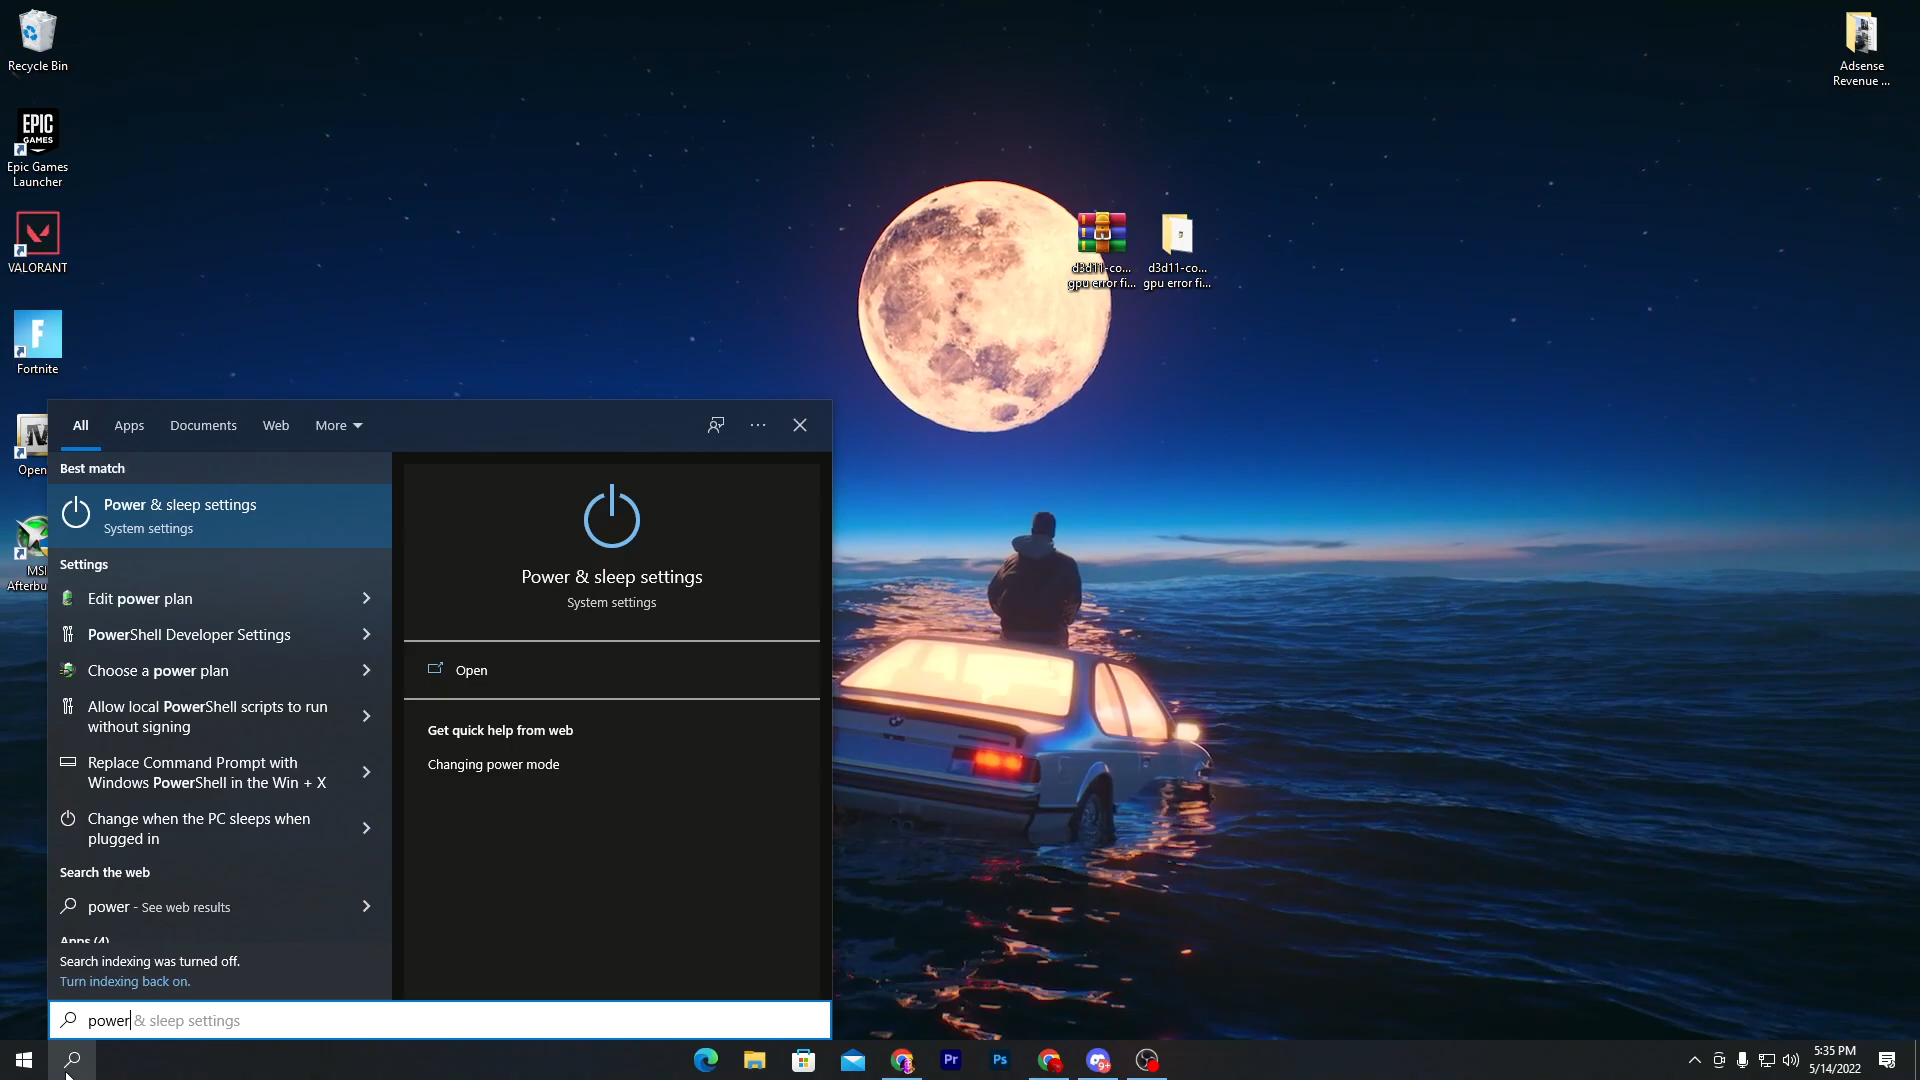 Recycle Bin
EPIC
GAMES
Epic Games
Launcher
VALORANT
F
Fortnite
Open
MSI
Afterbu
Adsense
Revenue ...
d3d11-co...
gpu error fi...
d3d11-co...
gpu error fi...
All
Apps
Documents
Web
More
Best match
Power & sleep settings
System settings
Settings
Edit power plan
PowerShell Developer Settings
Choose a power plan
Allow local PowerShell scripts to run
without signing
Replace Command Prompt with
Windows PowerShell in the Win + X
Change when the PC sleeps when
plugged in
Search the web
power - See web results
Apps (4)
Search indexing was turned off.
Turn indexing back on.
Power & sleep settings
System settings
Open
Get quick help from web
Changing power mode
power & sleep settings
Pr
Ps
9+
5:35 PM
5/14/2022